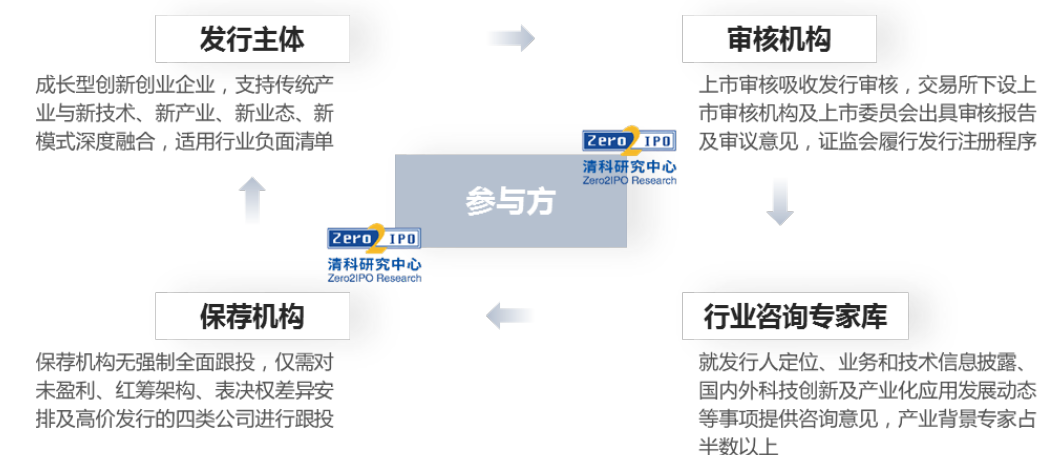 发行主体
成长型创新创业企业，支持传统产
业与新技术、新产业、新业态、新
模式深度融合，适用行业负面清单
审核机构
上市审核吸收发行审核，交易所下设上
市审核机构及上市委员会出具审核报告
及审议意见，证监会履行发行注册程序
Zero2IPO
清科研究中心
Zero2IPO Research
参与方
Zero2IPO
清科研究中心
Zero2IPO Research
保荐机构
保荐机构无强制全面跟投，仅需对
未盈利、红筹架构、表决权差异安
排及高价发行的四类公司进行跟投
行业咨询专家库
就发行人定位、业务和技术信息披露、
国内外科技创新及产业化应用发展动态
等事项提供咨询意见，产业背景专家占
半数以上